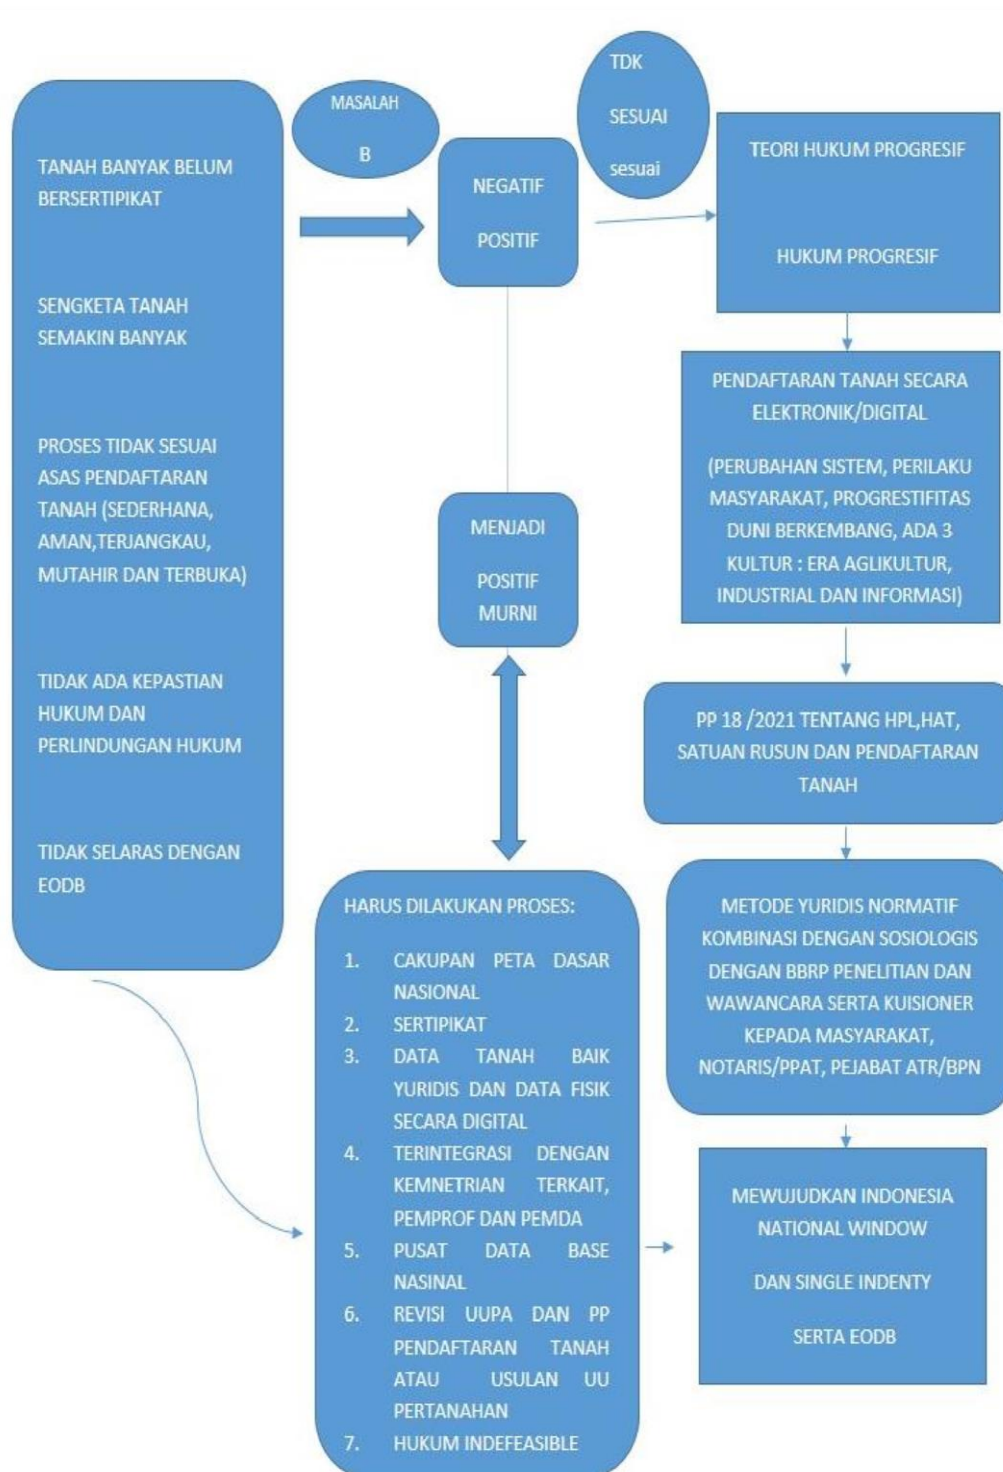 TANAH BANYAK BELUM
BERSERTIPIKAT
SENGKETA TANAH
SEMAKIN BANYAK
PROSES TIDAK SESUAI
ASAS PENDAFTARAN
TANAH (SEDERHANA,
AMAN,TERJANGKAU,
MUTAHIR DAN TERBUKA)
TIDAK ADA KEPASTIAN
HUKUM DAN
PERLINDUNGAN HUKUM
TIDAK SELARAS DENGAN
EODB
MASALAH
B
NEGATIF
POSITIF
TDK
SESUAI
sesuai
MENJADI
POSITIF
MURNI
HARUS DILAKUKAN PROSES:
1. CAKUPAN PETA DASAR
NASIONAL
2. SERTIPIKAT
3. DATA TANAH BAIK
YURIDIS DAN DATA FISIK
SECARA DIGITAL
4. TERINTEGRASI DENGAN
KEMNETRIAN TERKAIT,
PEMPROF DAN PEMDA
5. PUSAT DATA BASE
NASINAL
6. REVISI UUPA DAN PP
PENDAFTARAN TANAH
ATAU USULAN UU
PERTANAHAN
7. HUKUM INDEFEASIBLE
TEORI HUKUM PROGRESIF
HUKUM PROGRESIF
PENDAFTARAN TANAH SECARA
ELEKTRONIK/DIGITAL
(PERUBAHAN SISTEM, PERILAKU
MASYARAKAT, PROGRESTIFITAS
DUNI BERKEMBANG, ADA 3
KULTUR : ERA AGLIKULTUR,
INDUSTRIAL DAN INFORMASI)
PP 18 /2021 TENTANG HPL,HAT,
SATUAN RUSUN DAN PENDAFTARAN
TANAH
METODE YURIDIS NORMATIF
KOMBINASI DENGAN SOSIOLOGIS
DENGAN BBRP PENELITIAN DAN
WAWANCARA SERTA KUISIONER
KEPADA MASYARAKAT,
NOTARIS/PPAT, PEJABAT ATR/BPN
MEWUJUDKAN INDONESIA
NATIONAL WINDOW
DAN SINGLE INDENTY
SERTA EODB